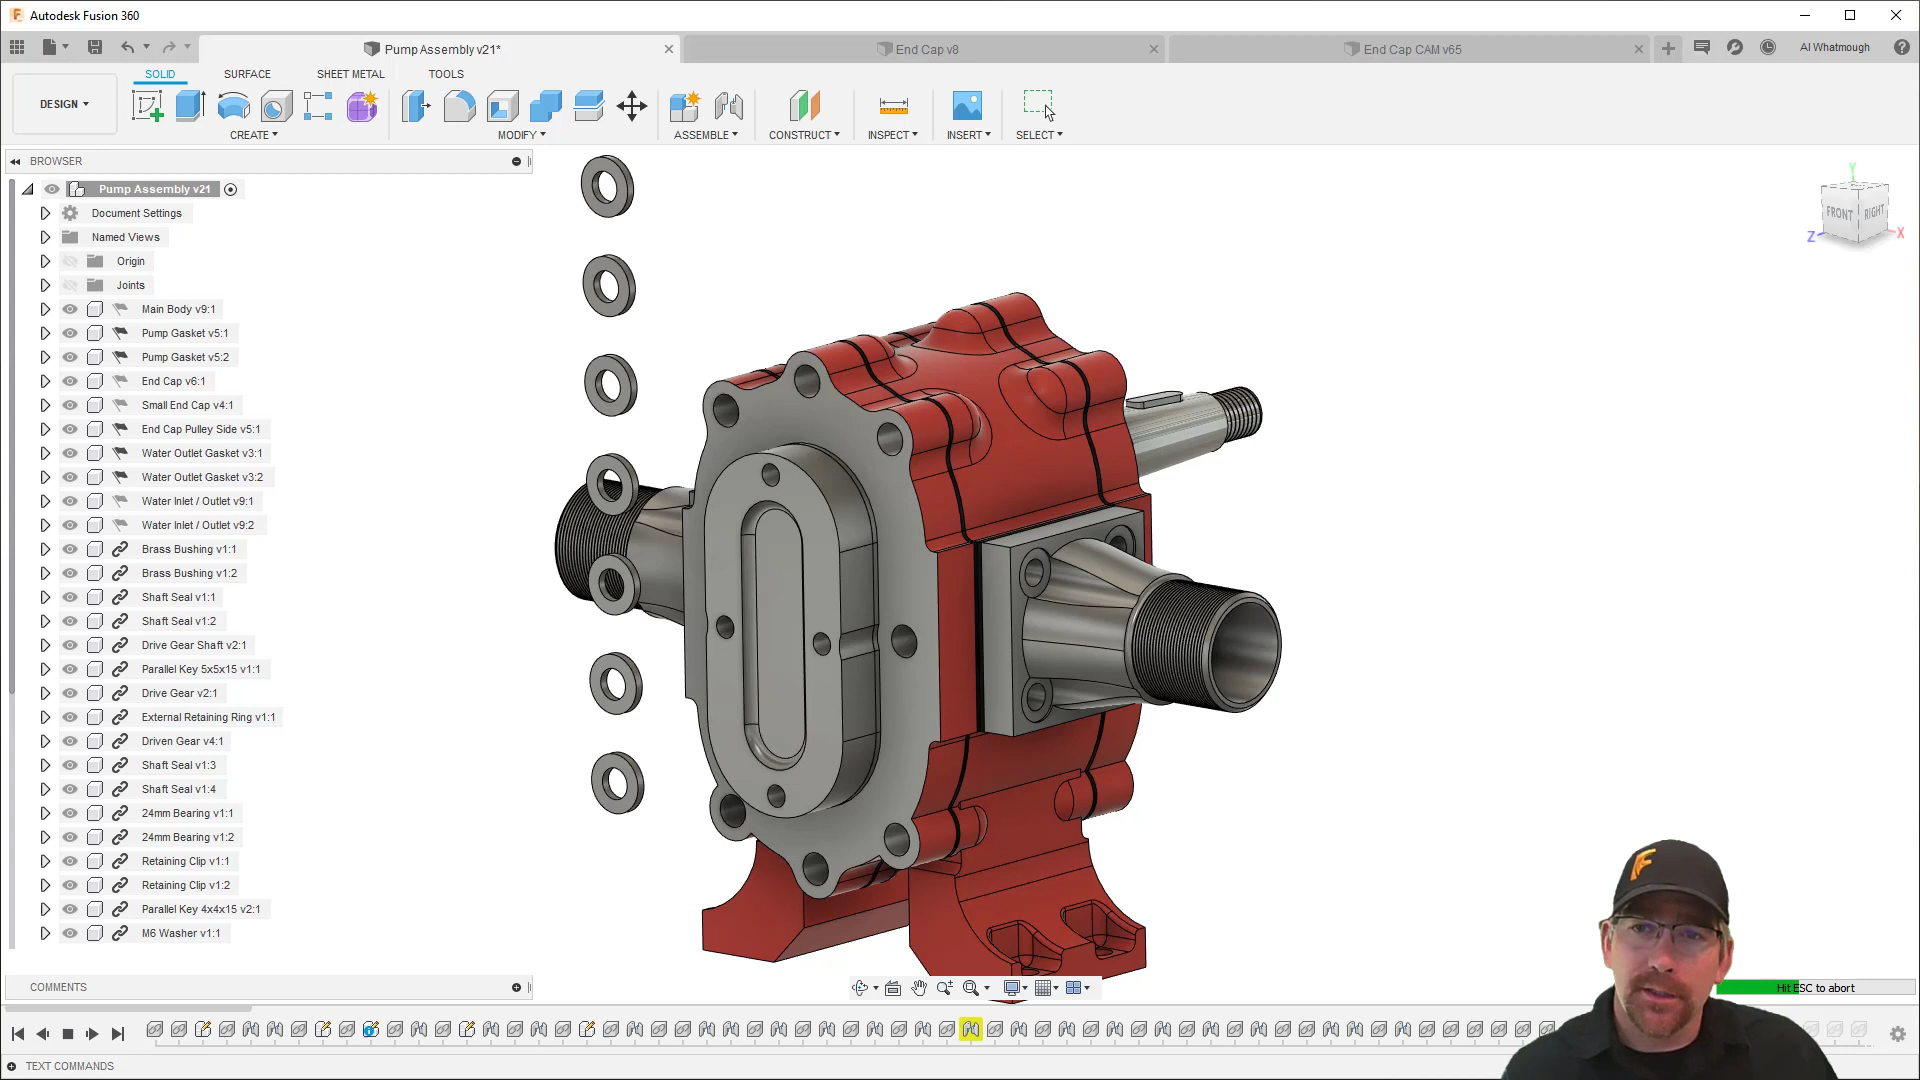 Autodesk Fusion 360
Pump Assembly v21*
End Cap v8
End Cap CAM v65
Al Whatmough
DESIGN
SOLID
SURFACE
SHEET METAL
TOOLS
CREATE
MODIFY
ASSEMBLE
CONSTRUCT
INSPECT
INSERT
SELECT
BROWSER
Pump Assembly v21
Document Settings
Named Views
Origin
Joints
Main Body v9:1
Pump Gasket v5:1
Pump Gasket v5:2
End Cap v6:1
Small End Cap v4:1
End Cap Pulley Side v5:1
Water Outlet Gasket v3:1
Water Outlet Gasket v3:2
Water Inlet / Outlet v9:1
Water Inlet / Outlet v9:2
Brass Bushing v1:1
Brass Bushing v1:2
Shaft Seal v1:1
Shaft Seal v1:2
Drive Gear Shaft v2:1
Parallel Key 5x5x15 v1:1
Drive Gear v2:1
External Retaining Ring v1:1
Driven Gear v4:1
Shaft Seal v1:3
Shaft Seal v1:4
24mm Bearing v1:1
24mm Bearing v1:2
Retaining Clip v1:1
Retaining Clip v1:2
Parallel Key 4x4x15 v2:1
M6 Washer v1:1
Y
FRONT
RIGHT
Z
X
COMMENTS
Hit ESC to abort
TEXT COMMANDS